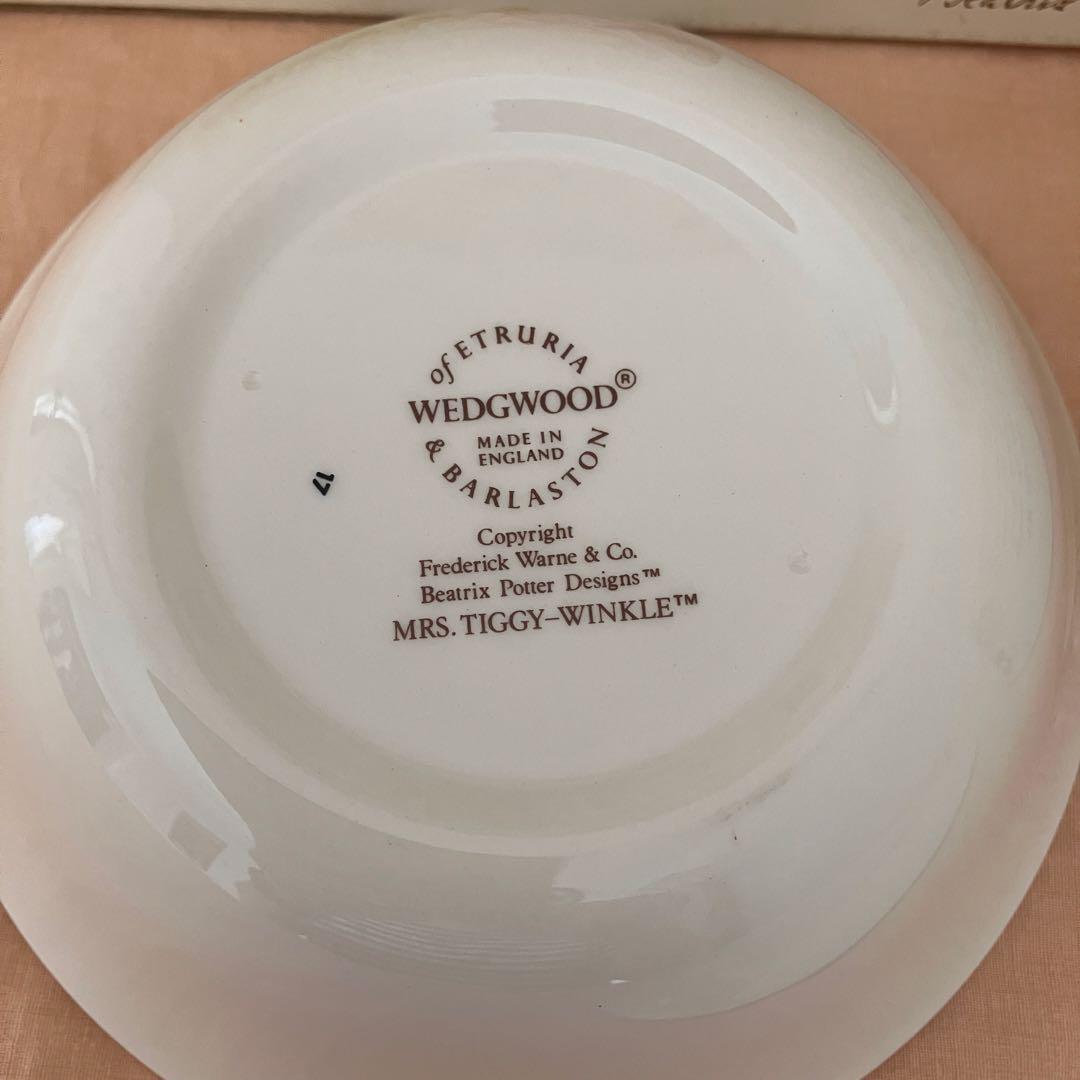 of ETRURIA
WEDGWOOD®
MADE IN
ENGLAND
& BARLASTON
Copyright
Frederick Warne & Co.
Beatrix Potter Designs™
MRS. TIGGY–WINKLE™
17